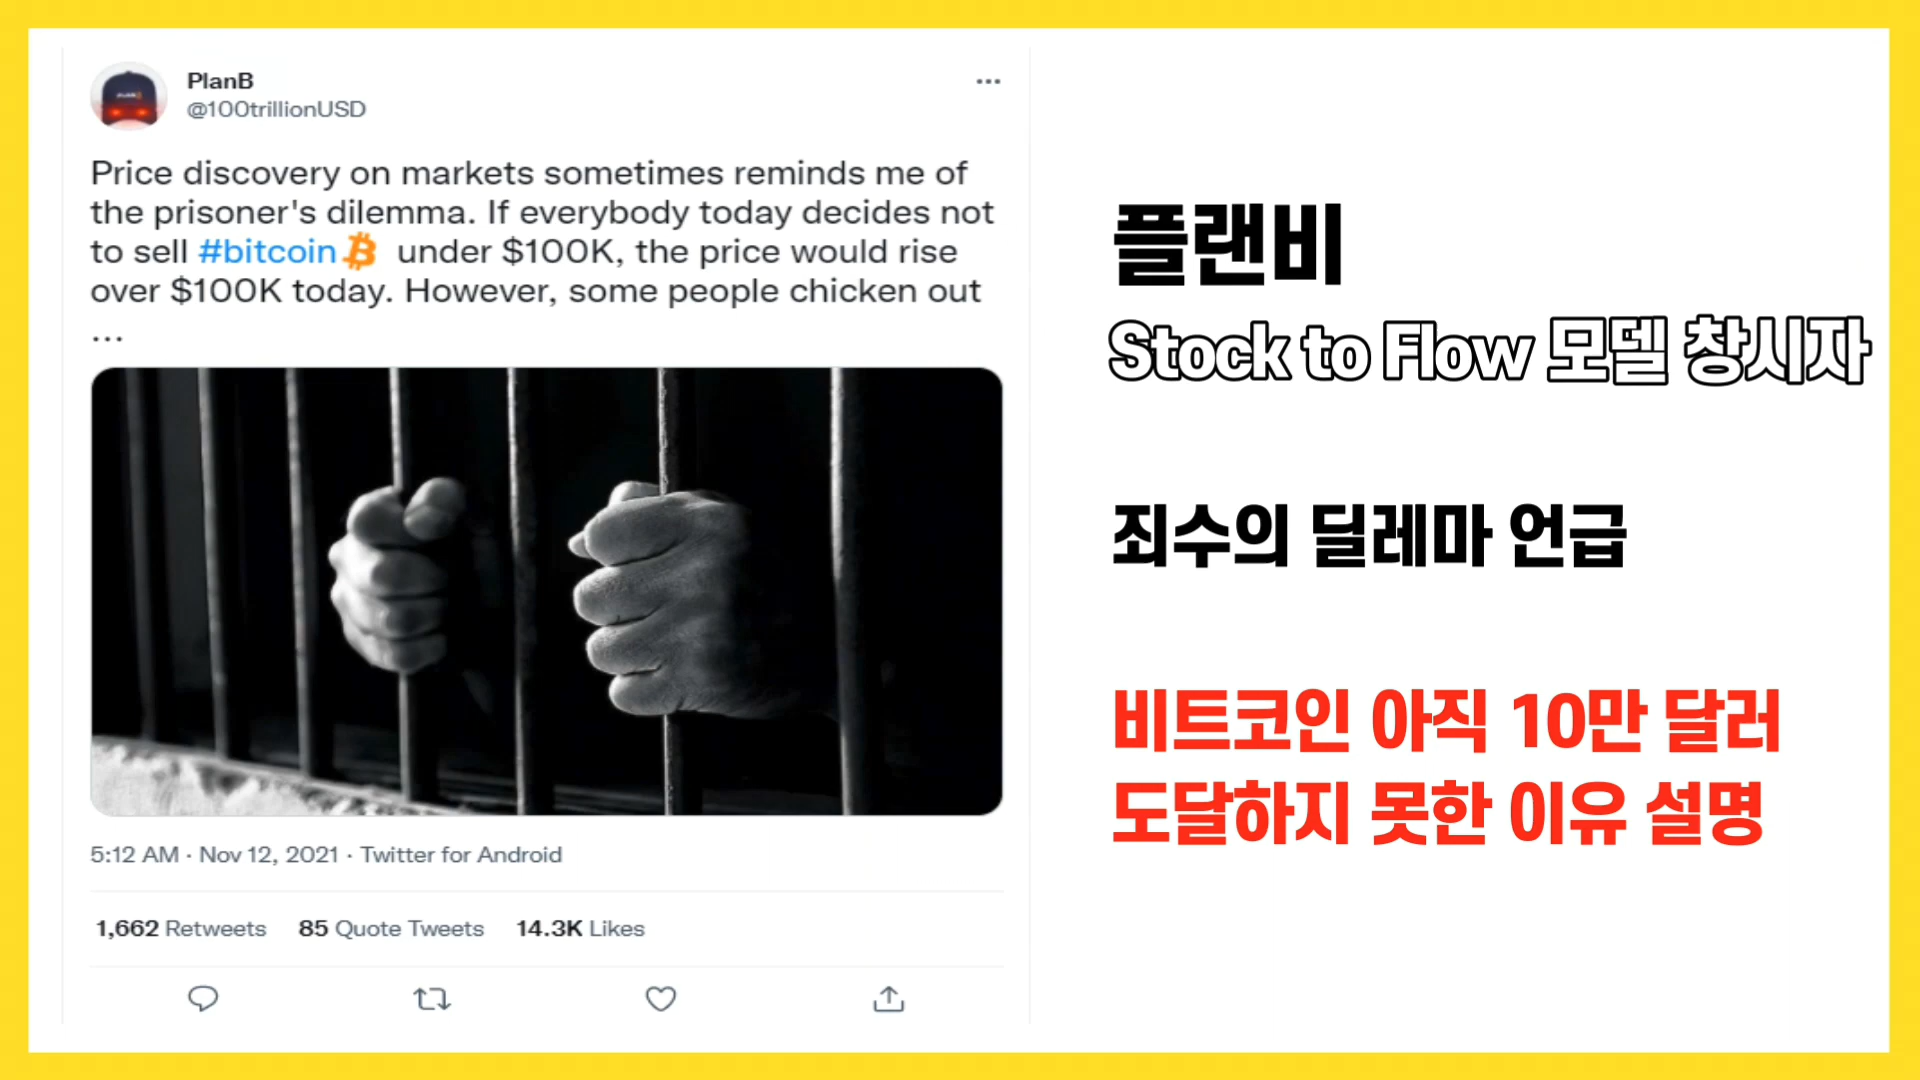 PlanB
@100trillionUSD
Price discovery on markets sometimes reminds me of
the prisoner's dilemma. If everybody today decides not
to sell #bitcoin under $100K, the price would rise
over $100K today. However, some people chicken out
...
5:12 AM · Nov 12, 2021 · Twitter for Android
1,662 Retweets 85 Quote Tweets 14.3K Likes
플랜비
Stock to Flow 모델 창시자
죄수의 딜레마 언급
비트코인 아직 10만 달러
도달하지 못한 이유 설명